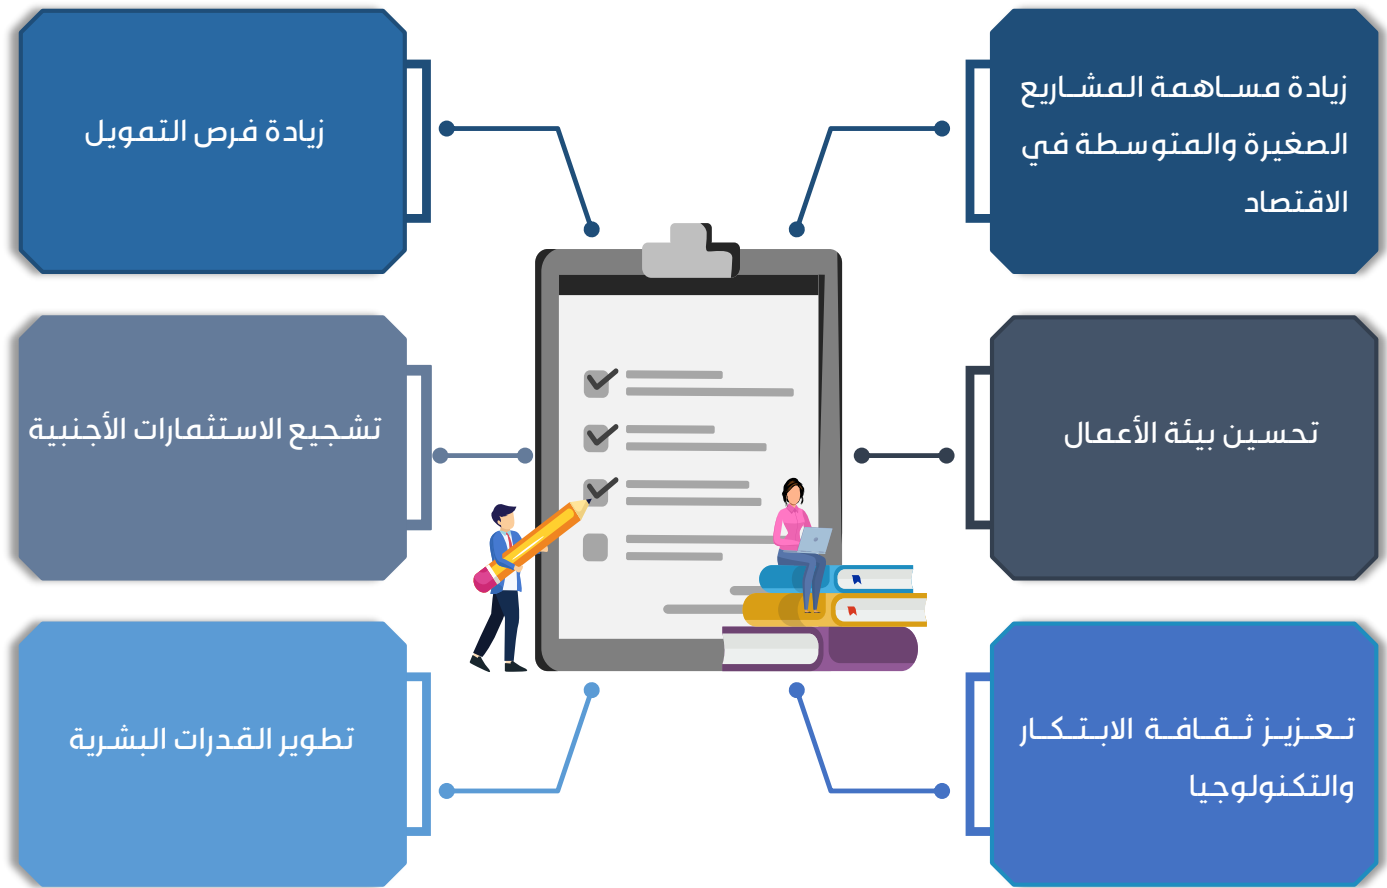 زيادة مساهمة المشاريع
الصغيرة والمتوسطة في
الاقتصاد
زيادة فرص التمويل
تحسين بيئة الأعمال
تشجيع الاستثمارات الأجنبية
تعزيز ثقافة الابتكار
والتكنولوجيا
تطوير القدرات البشرية